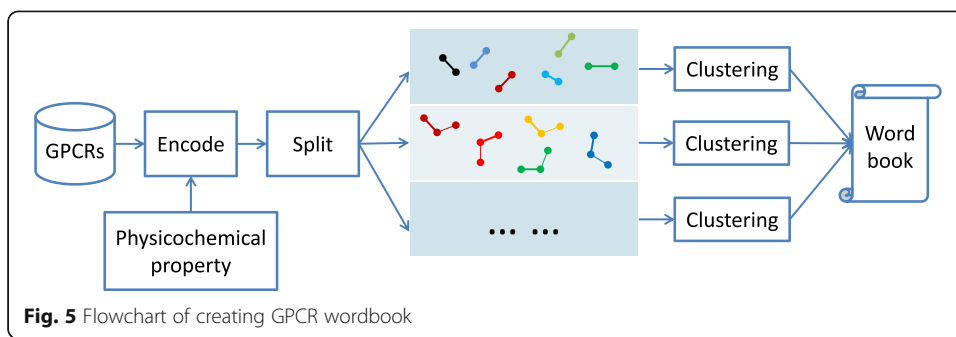 GPCRs
Encode
Split
Physicochemical
property
... ...
Clustering
Clustering
Clustering
Word
book
Fig. 5 Flowchart of creating GPCR wordbook